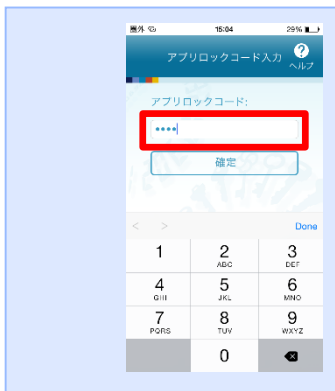 圏外 15:04 29%
アプリロックコード入力 ?
ヘルプ
アプリロックコード:
••••
確定
< > Done
1 2 3
ABC DEF
4 5 6
GHI JKL MNO
7 8 9
PQRS TUV WXYZ
0